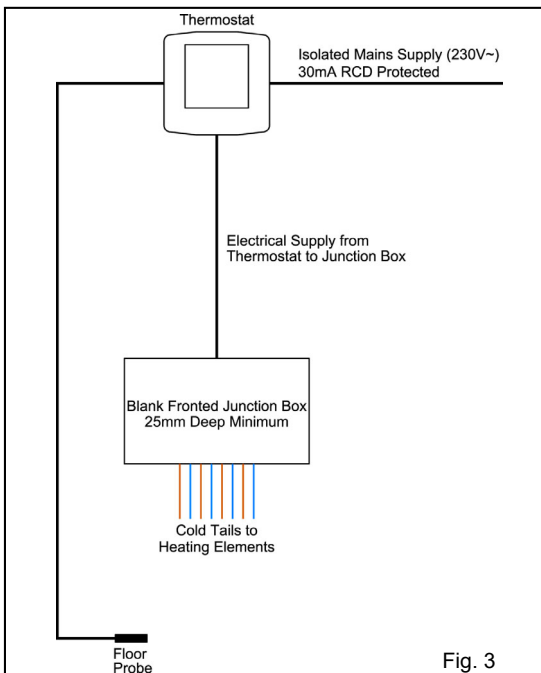 Thermostat
Isolated Mains Supply (230V~)
30mA RCD Protected
Electrical Supply from
Thermostat to Junction Box
Blank Fronted Junction Box
25mm Deep Minimum
Cold Tails to
Heating Elements
Floor
Probe
Fig. 3